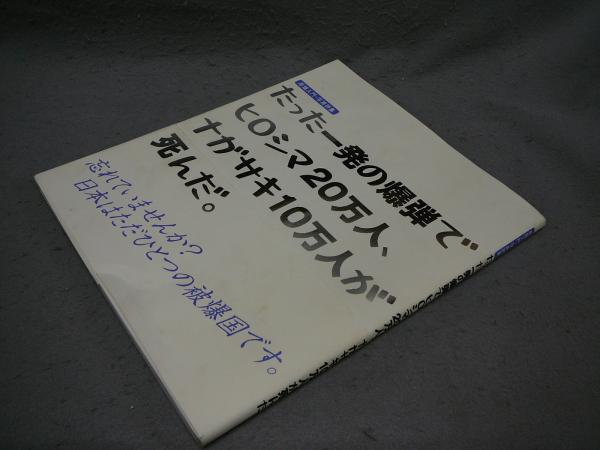 たった一発の爆弾で
ヒロシマ20万人、
ナガサキ10万人が
死んだ。
忘れていませんか?
日本はただひとつの被爆国です。